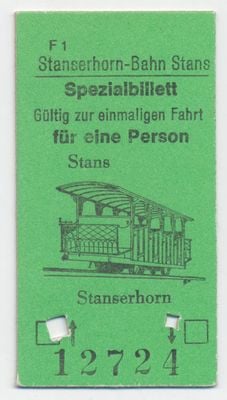 F 1
Stanserhorn-Bahn Stans
Spezialbillett
Gültig zur einmaligen Fahrt
für eine Person
Stans
Stanserhorn
12724